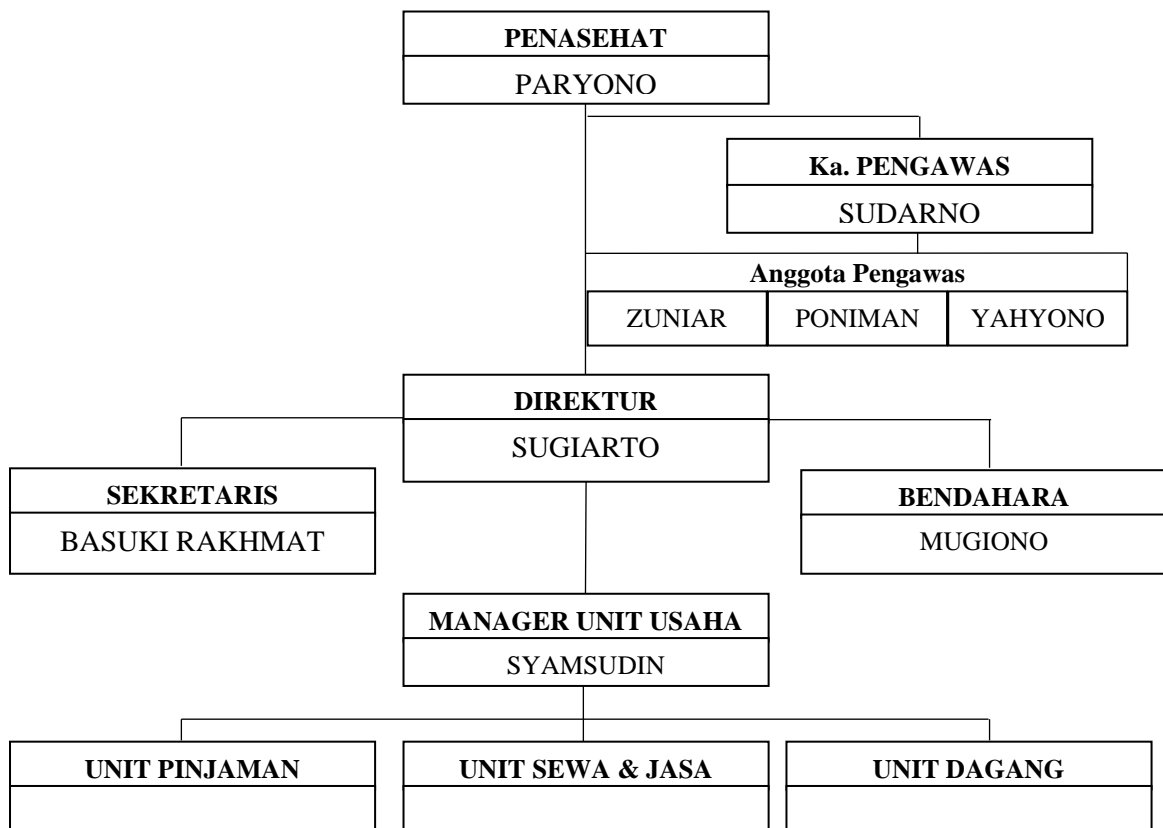 PENASEHAT
PARYONO
Ka. PENGAWAS
SUDARNO
Anggota Pengawas
ZUNIAR PONIMAN YAHYONO
DIREKTUR
SUGIARTO
SEKRETARIS
BASUKI RAKHMAT
BENDAHARA
MUGIONO
MANAGER UNIT USAHA
SYAMSUDIN
UNIT PINJAMAN UNIT SEWA & JASA UNIT DAGANG